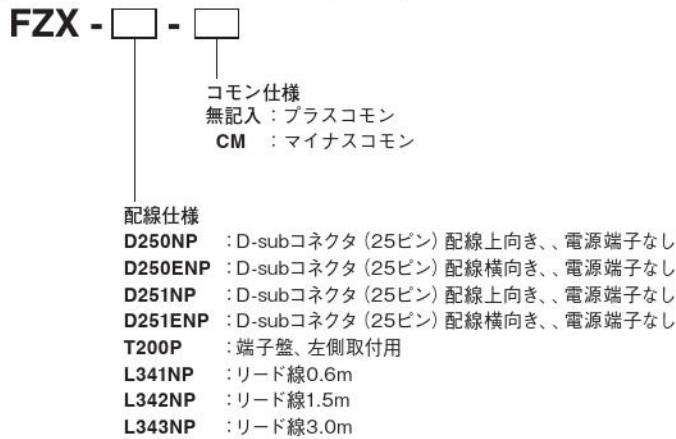 FZX - □ - □
コモン仕様
無記入：プラスコモン
CM ：マイナスコモン
配線仕様
D250NP ：D-subコネクタ（25ピン）配線上向き、、電源端子なし
D250ENP ：D-subコネクタ（25ピン）配線横向き、、電源端子なし
D251NP ：D-subコネクタ（25ピン）配線上向き、、電源端子なし
D251ENP ：D-subコネクタ（25ピン）配線横向き、、電源端子なし
T200P ：端子盤、左側取付用
L341NP ：リード線0.6m
L342NP ：リード線1.5m
L343NP ：リード線3.0m